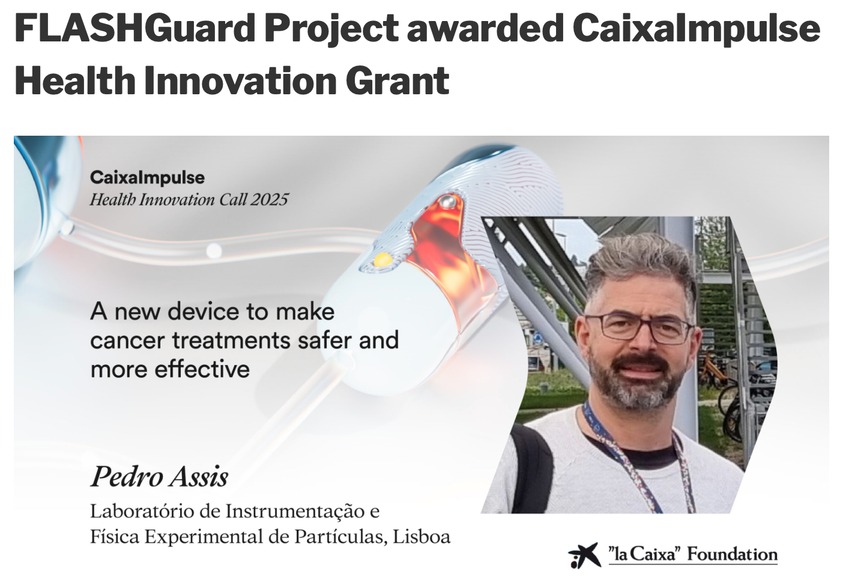 FLASHGuard Project awarded CaixaImpulse
Health Innovation Grant
CaixaImpulse
Health Innovation Call 2025
A new device to make
cancer treatments safer and
more effective
Pedro Assis
Laboratório de Instrumentação e
Física Experimental de Partículas, Lisboa
"la Caixa" Foundation